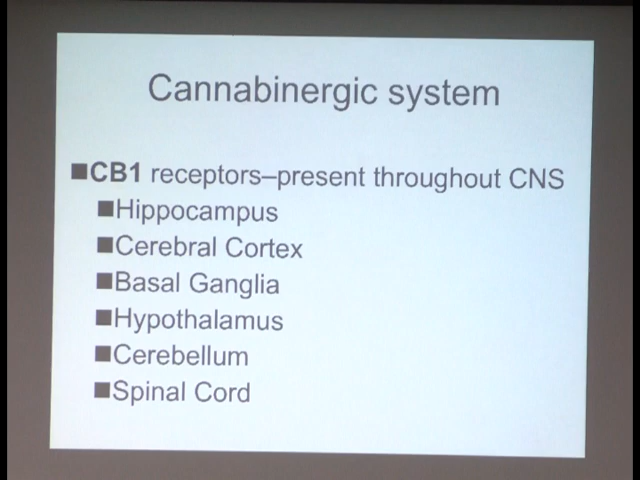 Cannabinergic system
■CB1 receptors–present throughout CNS
■Hippocampus
■Cerebral Cortex
■Basal Ganglia
■Hypothalamus
■Cerebellum
■Spinal Cord